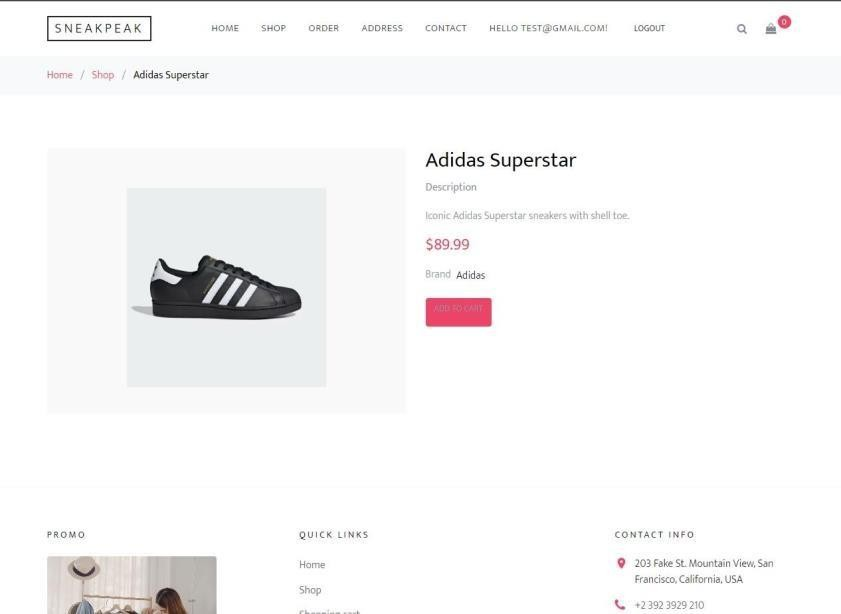 SNEAKPEAK
HOME SHOP ORDER ADDRESS CONTACT HELLO TEST@GMAIL.COM! LOGOUT
0
Home / Shop / Adidas Superstar
Adidas Superstar
Description
Iconic Adidas Superstar sneakers with shell toe.
$89.99
Brand Adidas
ADD TO CART
PROMO
QUICK LINKS
Home
Shop
Shopping cart
CONTACT INFO
203 Fake St. Mountain View, San
Francisco, California, USA
+2 392 3929 210